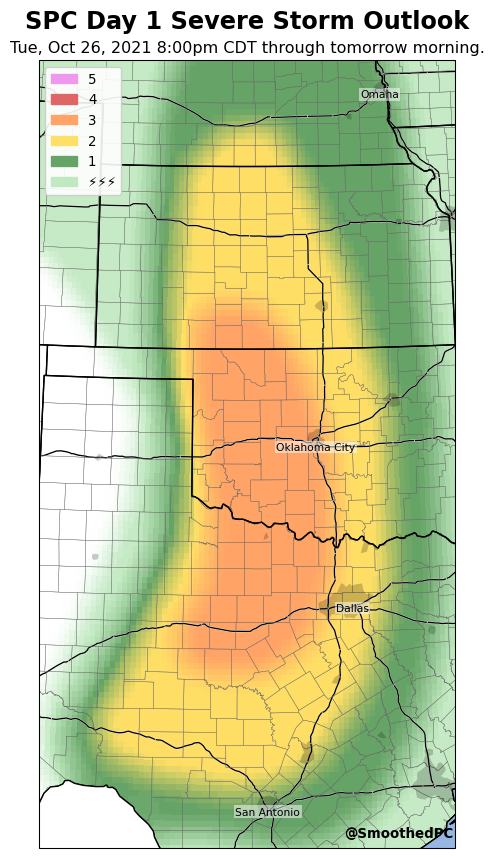 SPC Day 1 Severe Storm Outlook
Tue, Oct 26, 2021 8:00pm CDT through tomorrow morning.
5
4
3
2
1
⚡⚡⚡
Omaha
Oklahoma City
Dallas
San Antonio
@SmoothedPC